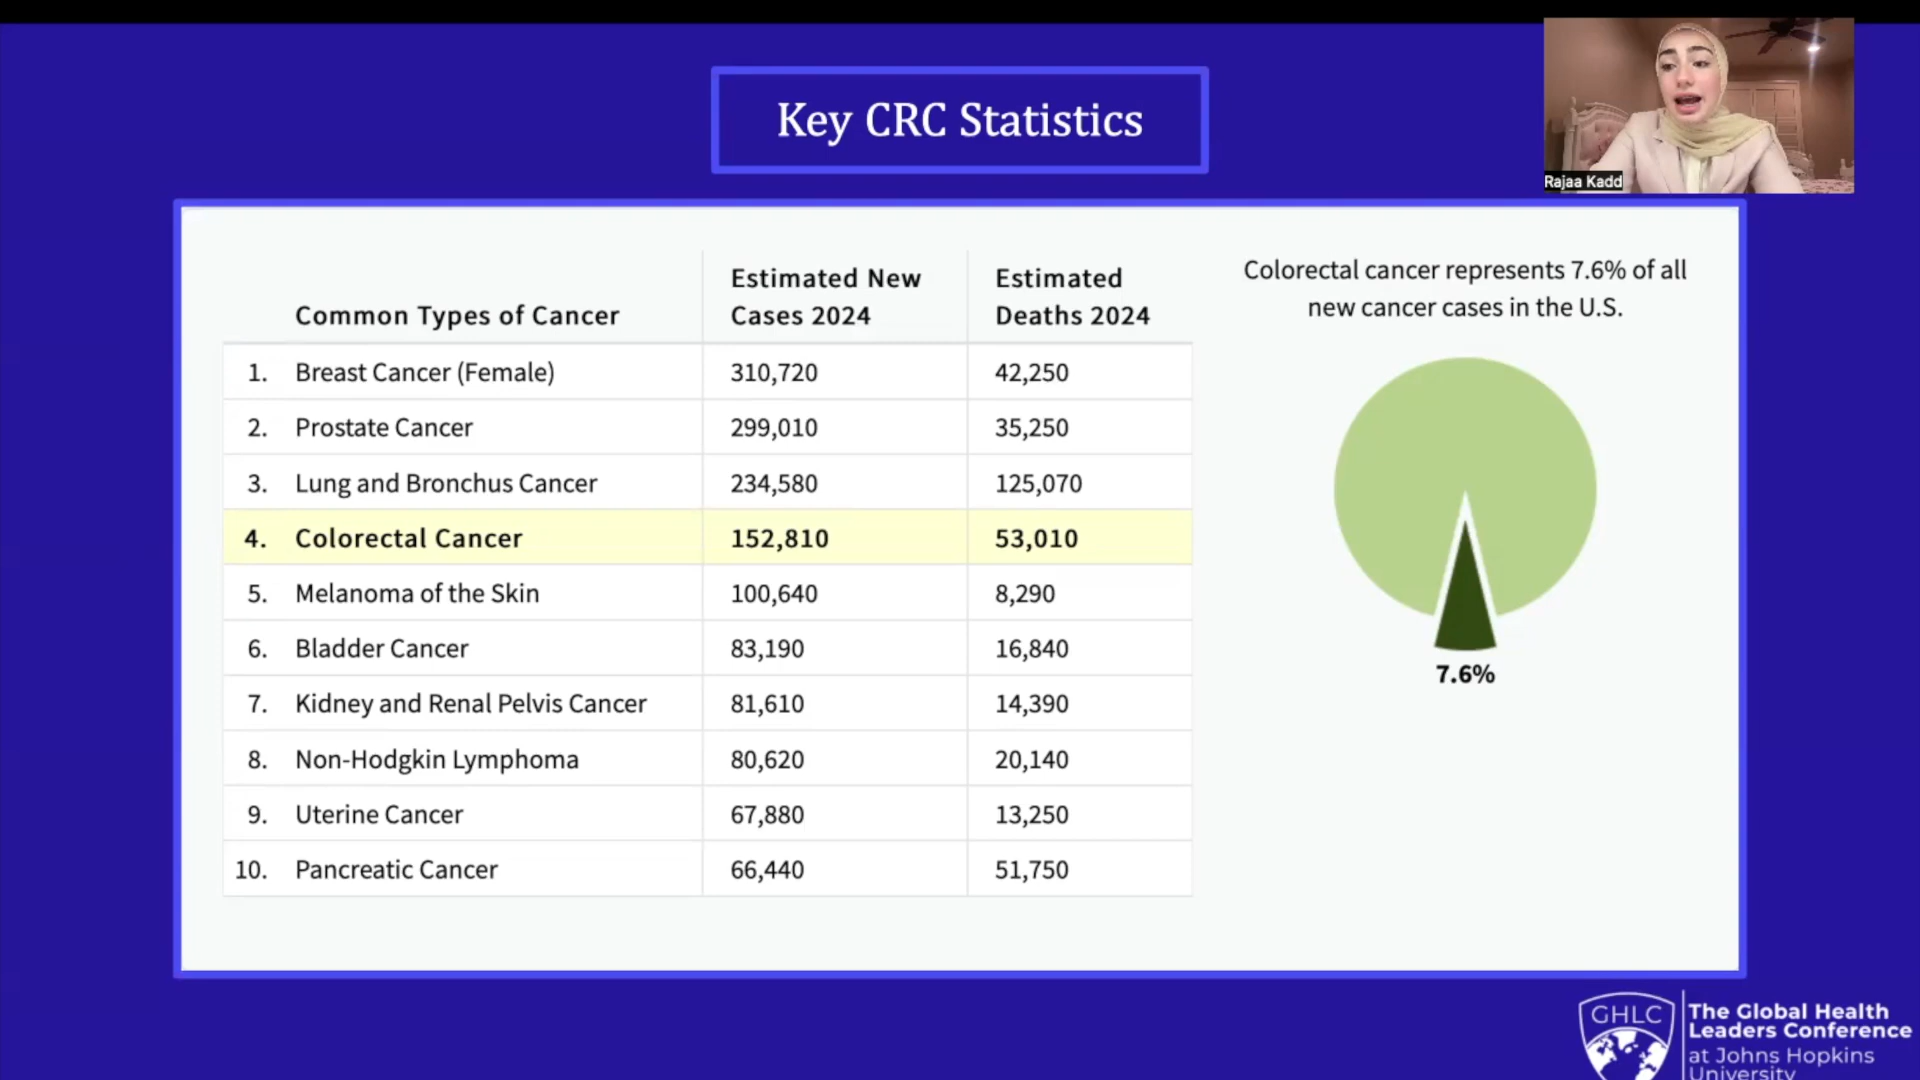 Key CRC Statistics
Rajaa Kadd
Common Types of Cancer
Estimated New
Cases 2024
Estimated
Deaths 2024
1. Breast Cancer (Female) 310,720 42,250
2. Prostate Cancer 299,010 35,250
3. Lung and Bronchus Cancer 234,580 125,070
4. Colorectal Cancer 152,810 53,010
5. Melanoma of the Skin 100,640 8,290
6. Bladder Cancer 83,190 16,840
7. Kidney and Renal Pelvis Cancer 81,610 14,390
8. Non-Hodgkin Lymphoma 80,620 20,140
9. Uterine Cancer 67,880 13,250
10. Pancreatic Cancer 66,440 51,750
Colorectal cancer represents 7.6% of all
new cancer cases in the U.S.
7.6%
GHLC
The Global Health
Leaders Conference
at Johns Hopkins
University